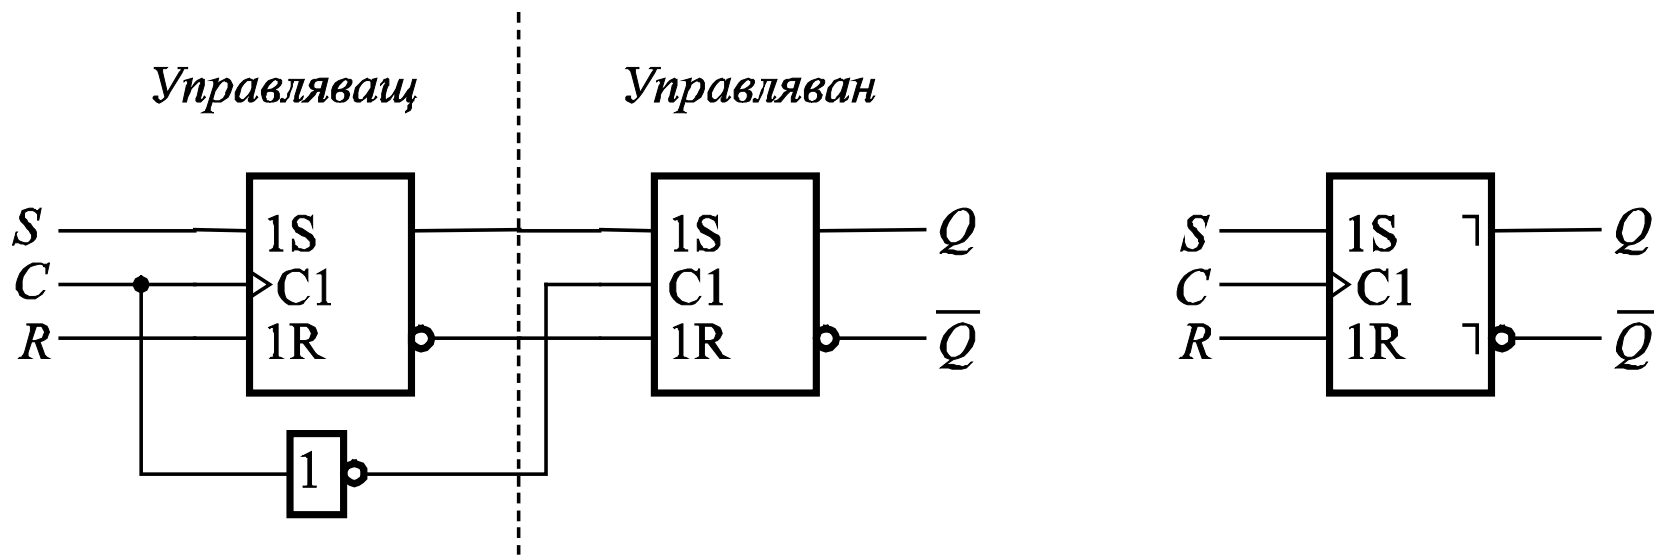 Управляващ Управляван
S 1S 1S Q S 1S ┐ Q
C C1 C1 C C1
R 1R 1R Q̅ R 1R ┐ Q̅
1